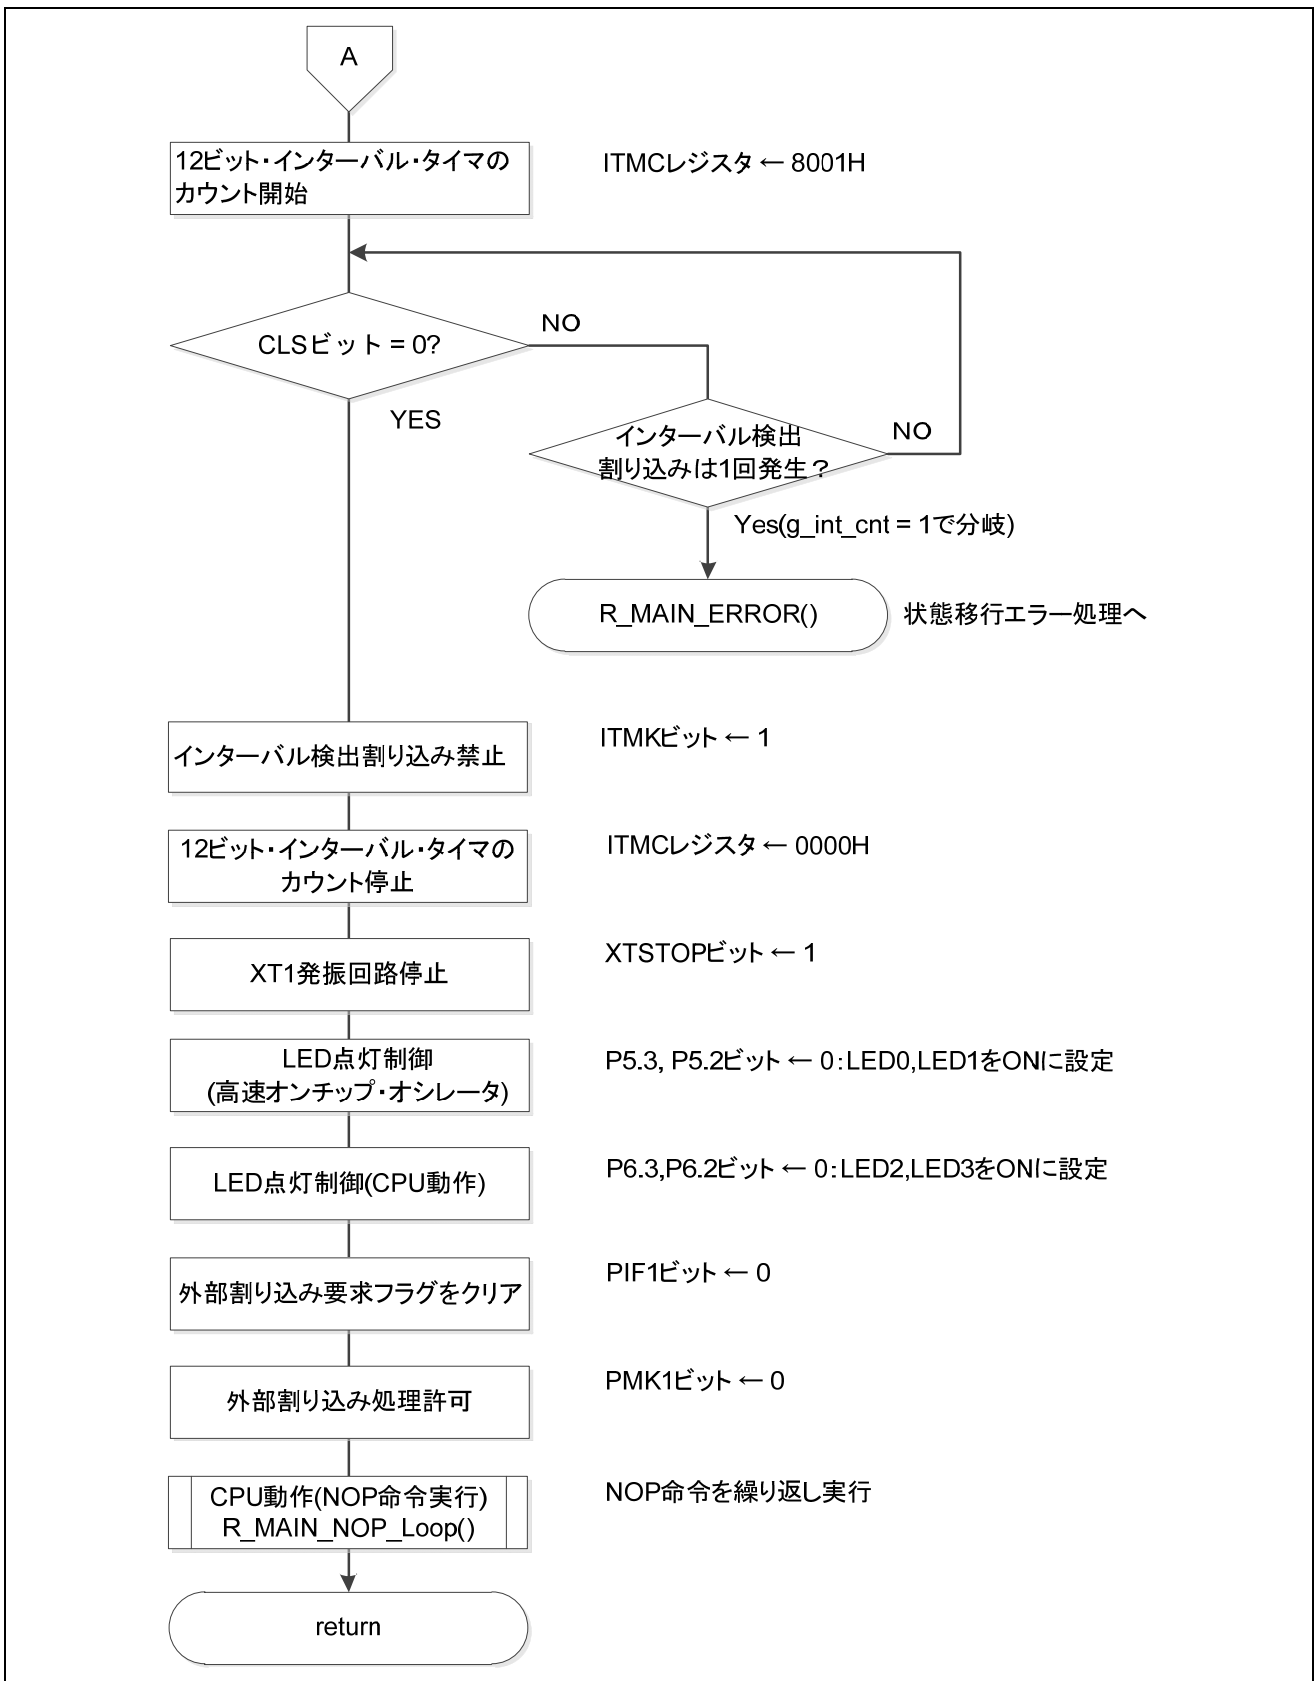 A
12ビット・インターバル・タイマの
カウント開始
ITMCレジスタ ← 8001H
CLSビット = 0?
NO
YES
インターバル検出
割り込みは1回発生？
NO
Yes(g_int_cnt = 1で分岐)
R_MAIN_ERROR()
状態移行エラー処理へ
インターバル検出割り込み禁止
ITMKビット ← 1
12ビット・インターバル・タイマの
カウント停止
ITMCレジスタ ← 0000H
XT1発振回路停止
XTSTOPビット ← 1
LED点灯制御
(高速オンチップ・オシレータ)
P5.3, P5.2ビット ← 0：LED0,LED1をONに設定
LED点灯制御(CPU動作)
P6.3,P6.2ビット ← 0：LED2,LED3をONに設定
外部割り込み要求フラグをクリア
PIF1ビット ← 0
外部割り込み処理許可
PMK1ビット ← 0
CPU動作(NOP命令実行)
R_MAIN_NOP_Loop()
NOP命令を繰り返し実行
return